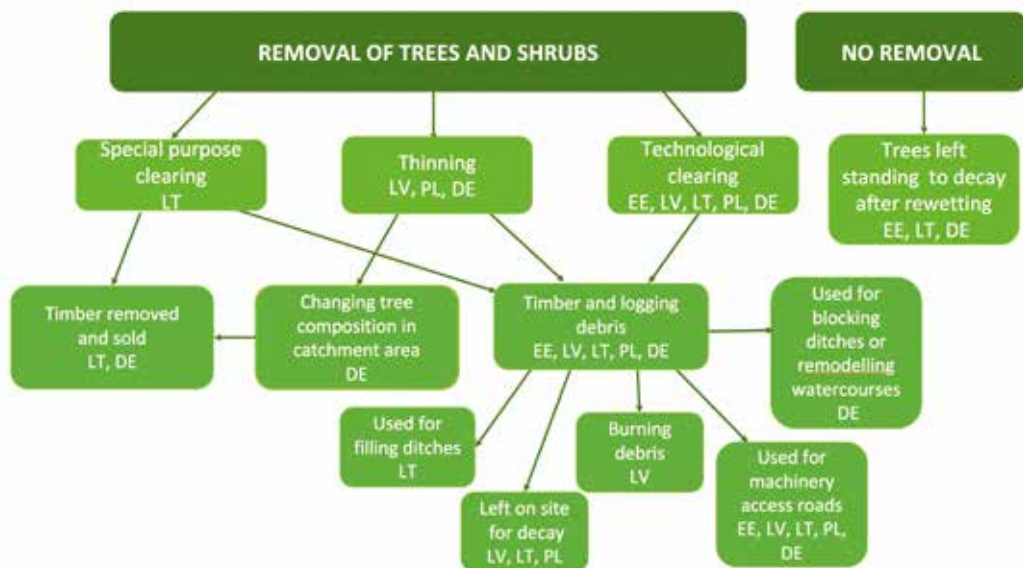 REMOVAL OF TREES AND SHRUBS
NO REMOVAL
Special purpose
clearing
LT
Thinning
LV, PL, DE
Technological
clearing
EE, LV, LT, PL, DE
Trees left
standing to decay
after rewetting
EE, LT, DE
Timber removed
and sold
LT, DE
Changing tree
composition in
catchment area
DE
Timber and logging
debris
EE, LV, LT, PL, DE
Used for
blocking
ditches or
remodelling
watercourses
DE
Used for
filling ditches
LT
Left on site
for decay
LV, LT, PL
Burning
debris
LV
Used for
machinery
access roads
EE, LV, LT, PL,
DE